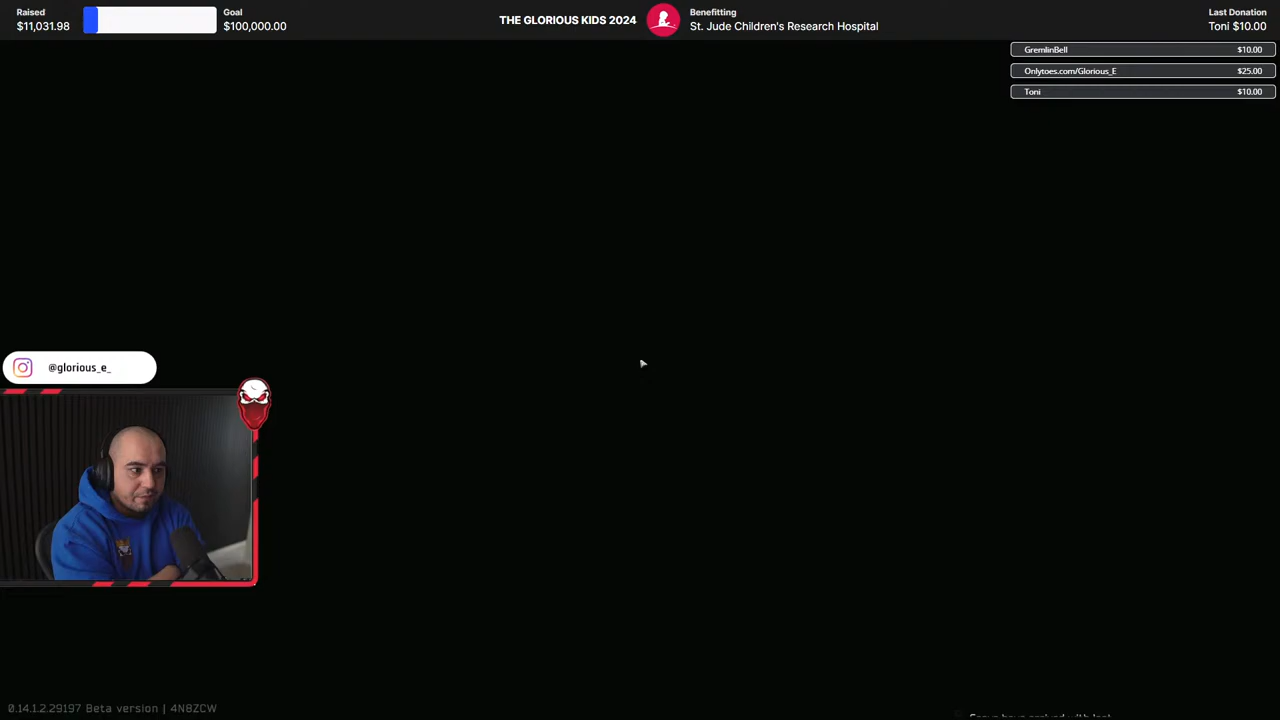 Raised
$11,031.98
Goal
$100,000.00
THE GLORIOUS KIDS 2024
Benefitting
St. Jude Children's Research Hospital
Last Donation
Toni $10.00
GremlinBell $10.00
Onlytoes.com/Glorious_E $25.00
Toni $10.00
@glorious_e_
0.14.1.2.29197 Beta version | 4N8ZCW